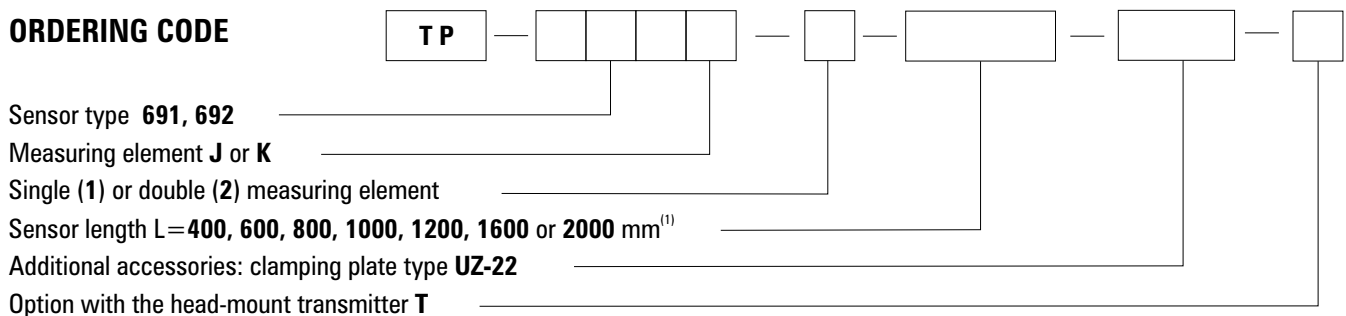 ORDERING CODE
T P
Sensor type 691, 692
Measuring element J or K
Single (1) or double (2) measuring element
Sensor length L=400, 600, 800, 1000, 1200, 1600 or 2000 mm(1)
Additional accessories: clamping plate type UZ-22
Option with the head-mount transmitter T